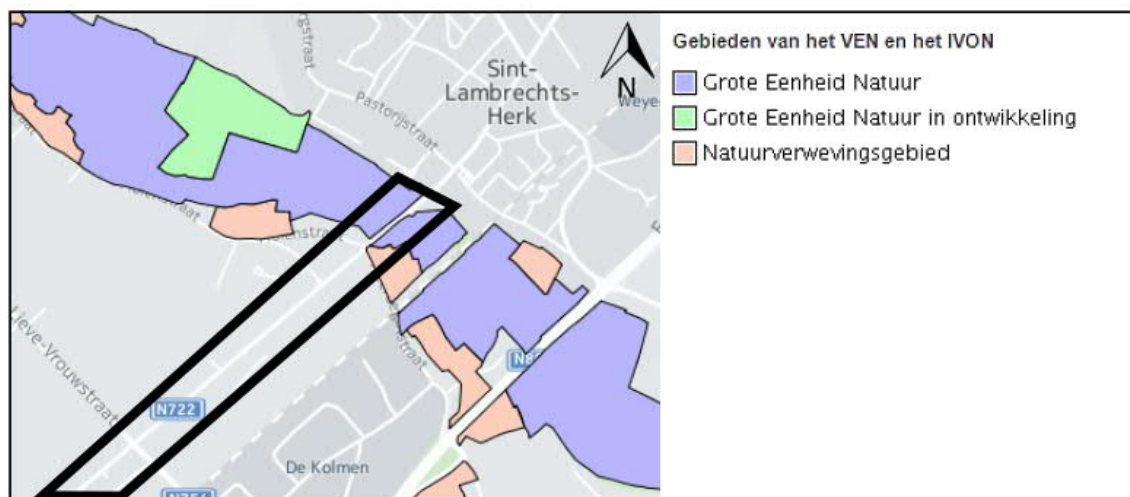 Gebieden van het VEN en het IVON
Grote Eenheid Natuur
Grote Eenheid Natuur in ontwikkeling
Natuurverwevingsgebied
Sint-
Lambrechts-
Herk
N
Pastorijstraat
Lieve-Vrouwstraat
N722
De Kolmen